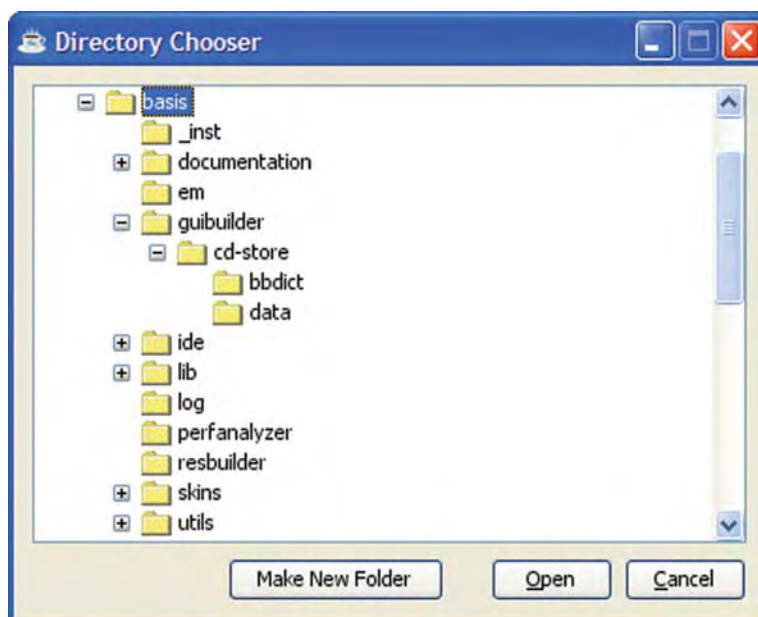 Directory Chooser
basis
_inst
documentation
em
guibuilder
cd-store
bbdict
data
ide
lib
log
perfanalyzer
resbuilder
skins
utils
Make New Folder Open Cancel